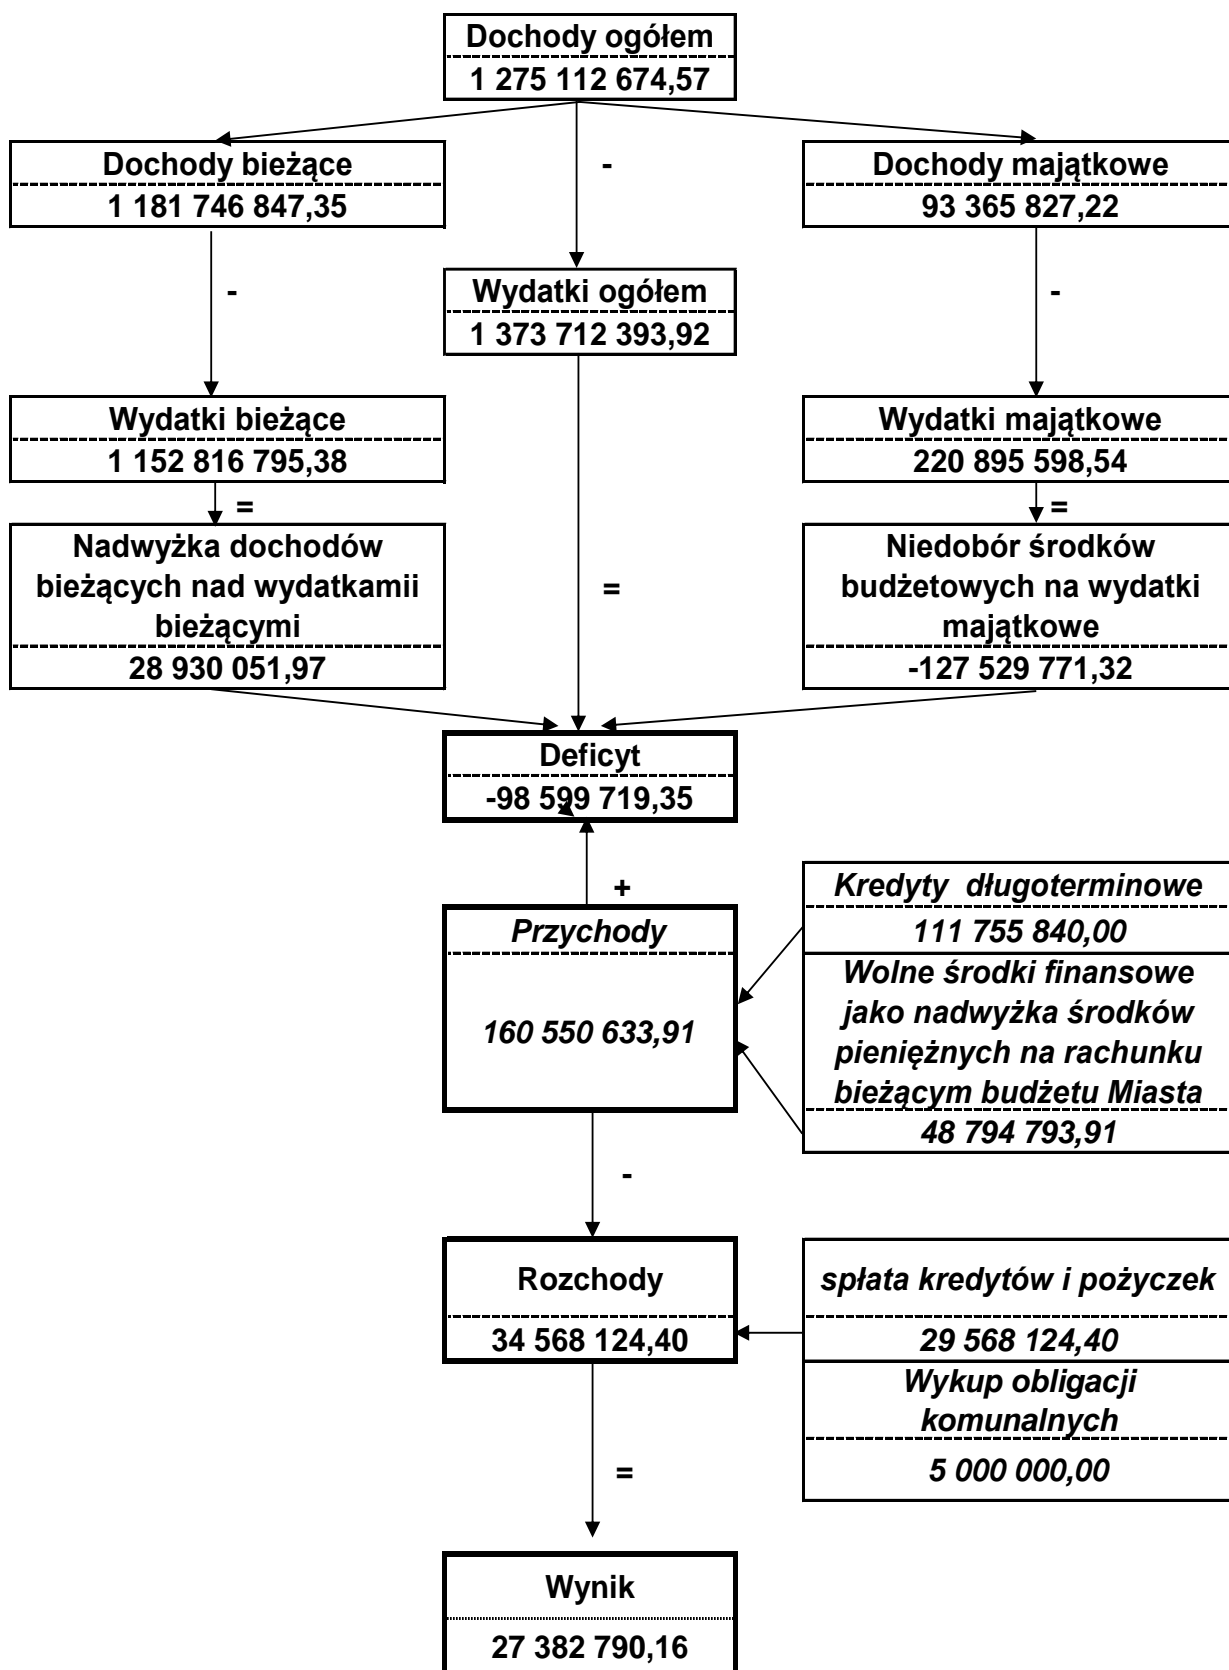 Dochody ogółem
1 275 112 674,57
Dochody bieżące
1 181 746 847,35
-
Dochody majątkowe
93 365 827,22
-
Wydatki ogółem
1 373 712 393,92
-
Wydatki bieżące
1 152 816 795,38
Wydatki majątkowe
220 895 598,54
=
=
Nadwyżka dochodów
bieżących nad wydatkamii
bieżącymi
28 930 051,97
=
Niedobór środków
budżetowych na wydatki
majątkowe
-127 529 771,32
Deficyt
-98 599 719,35
+
Przychody
160 550 633,91
Kredyty długoterminowe
111 755 840,00
Wolne środki finansowe
jako nadwyżka środków
pieniężnych na rachunku
bieżącym budżetu Miasta
48 794 793,91
-
Rozchody
34 568 124,40
spłata kredytów i pożyczek
29 568 124,40
Wykup obligacji
komunalnych
5 000 000,00
=
Wynik
27 382 790,16